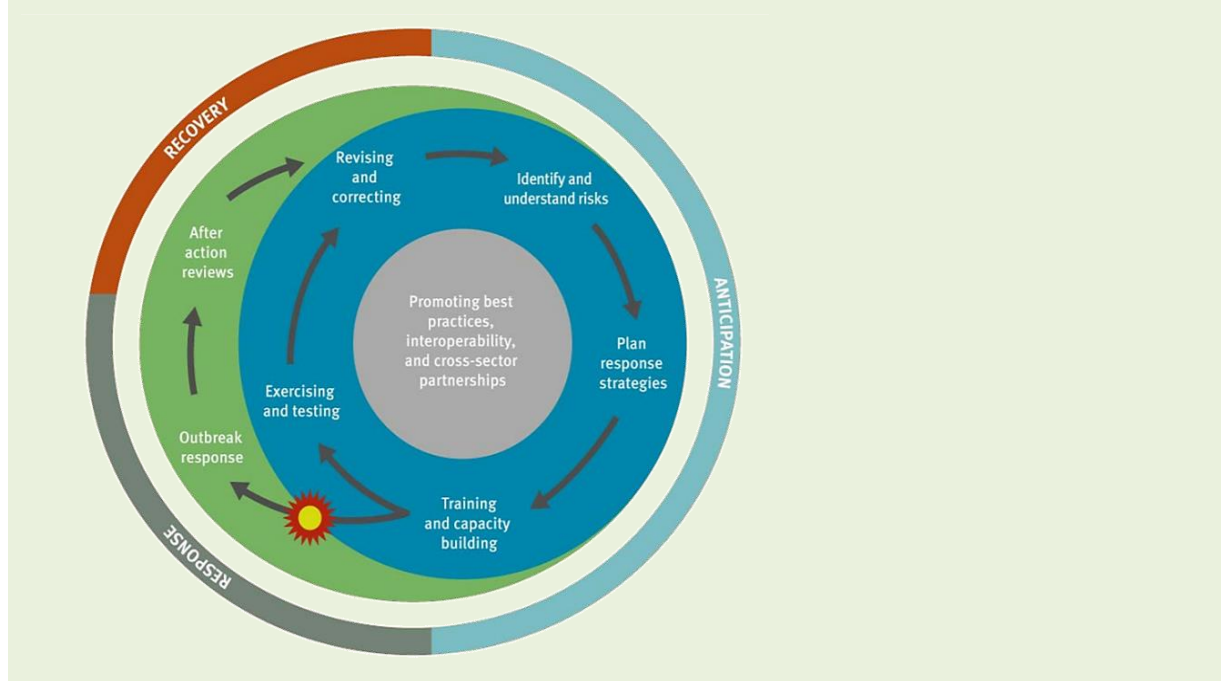 RECOVERY
ANTICIPATION
RESPONSE
Revising
and
correcting
Identify and
understand risks
After
action
reviews
Promoting best
practices,
interoperability,
and cross-sector
partnerships
Plan
response
strategies
Exercising
and testing
Outbreak
response
Training
and capacity
building